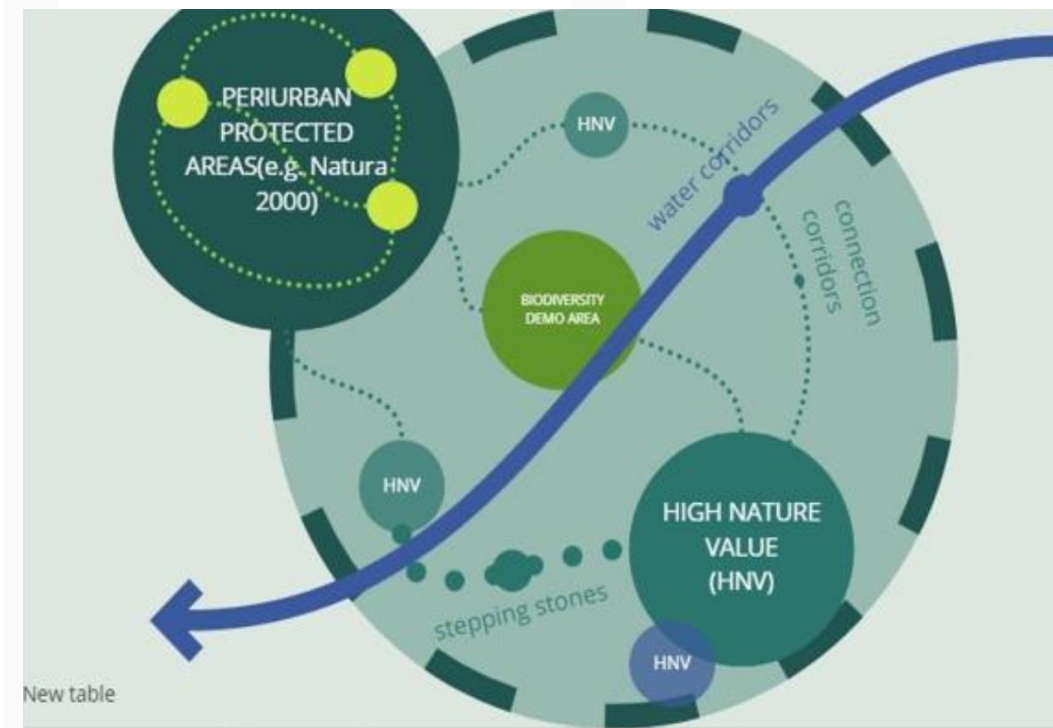 PERIURBAN
PROTECTED
AREAS(e.g. Natura
2000)
HNV
water corridors
connection
corridors
BIODIVERSITY
DEMO AREA
HNV
HIGH NATURE
VALUE
(HNV)
stepping stones
HNV
New table